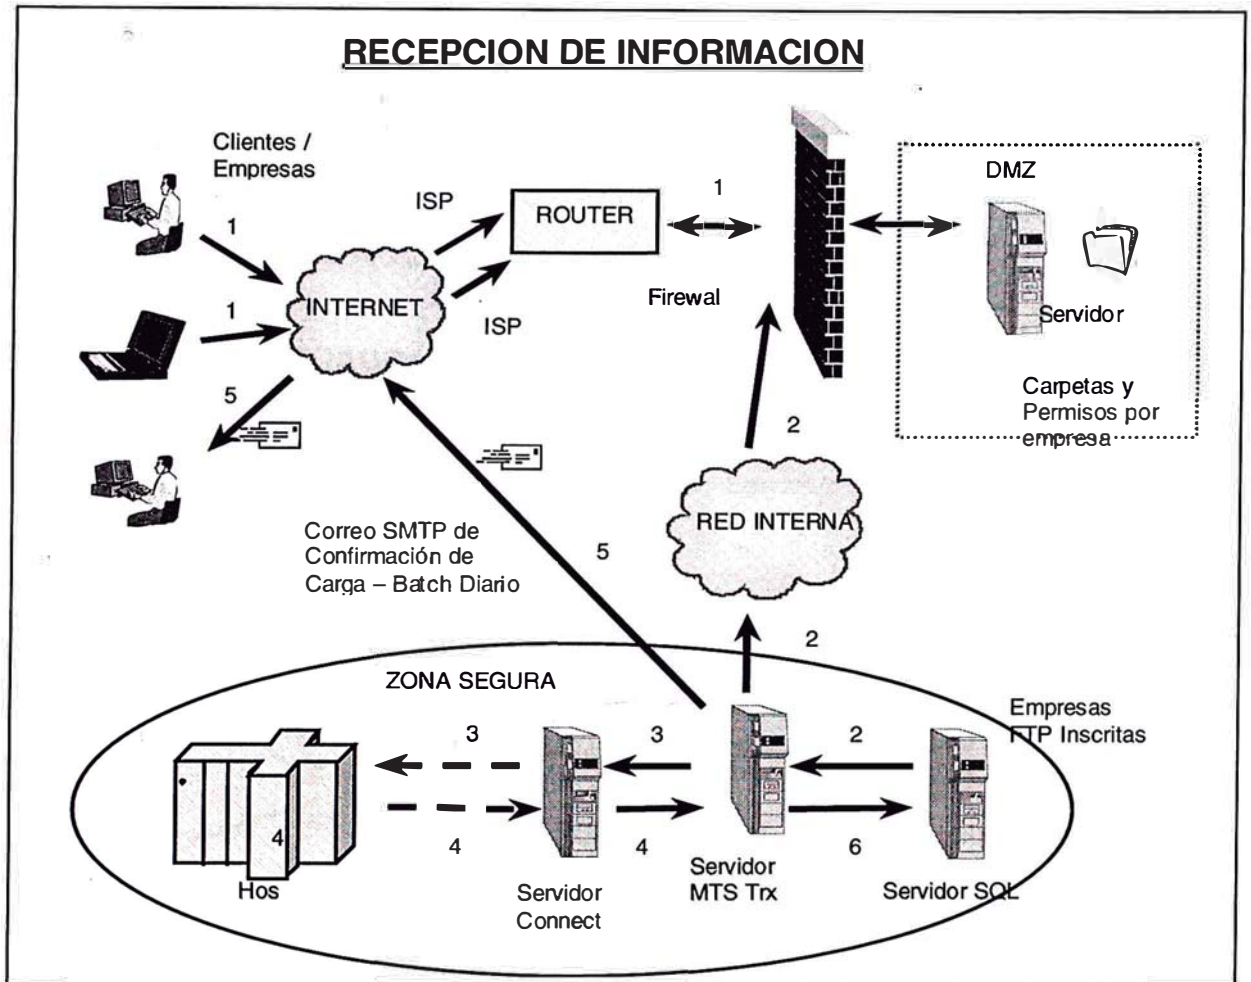 RECEPCION DE INFORMACION
Clientes /
Empresas
1
ISP
ROUTER
1
DMZ
INTERNET
1
ISP
Firewal
Servidor
5
2
Carpetas y
Permisos por
empresa
RED INTERNA
Correo SMTP de
Confirmación de
Carga – Batch Diario
5
2
ZONA SEGURA
Empresas
FTP Inscritas
3
3
2
4
4
4
6
Hos
Servidor
Connect
Servidor
MTS Trx
Servidor SQL